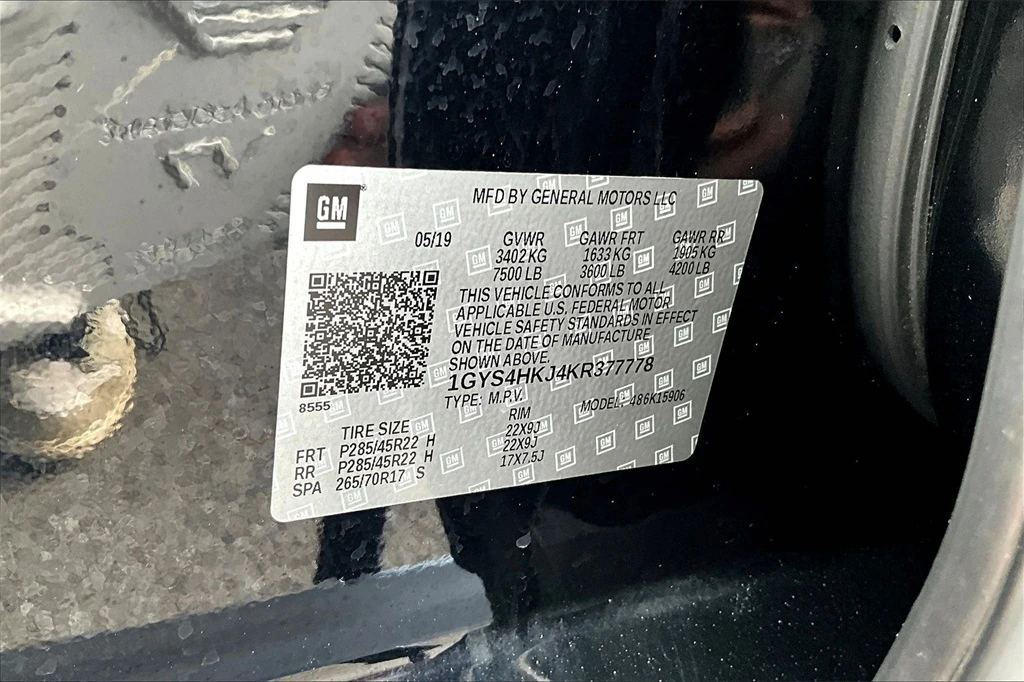 GM
MFD BY GENERAL MOTORS LLC
05/19 GVWR GAWR FRT GAWR RR
3402 KG 1633 KG 1905 KG
7500 LB 3600 LB 4200 LB
THIS VEHICLE CONFORMS TO ALL
APPLICABLE U.S. FEDERAL MOTOR
VEHICLE SAFETY STANDARDS IN EFFECT
ON THE DATE OF MANUFACTURE
SHOWN ABOVE.
1GYS4HKJ4KR377778
8555
TYPE: M.P.V. MODEL: 486K15906
TIRE SIZE RIM
FRT P285/45R22 H 22X9J
RR P285/45R22 H 22X9J
SPA 265/70R17 S 17X7.5J